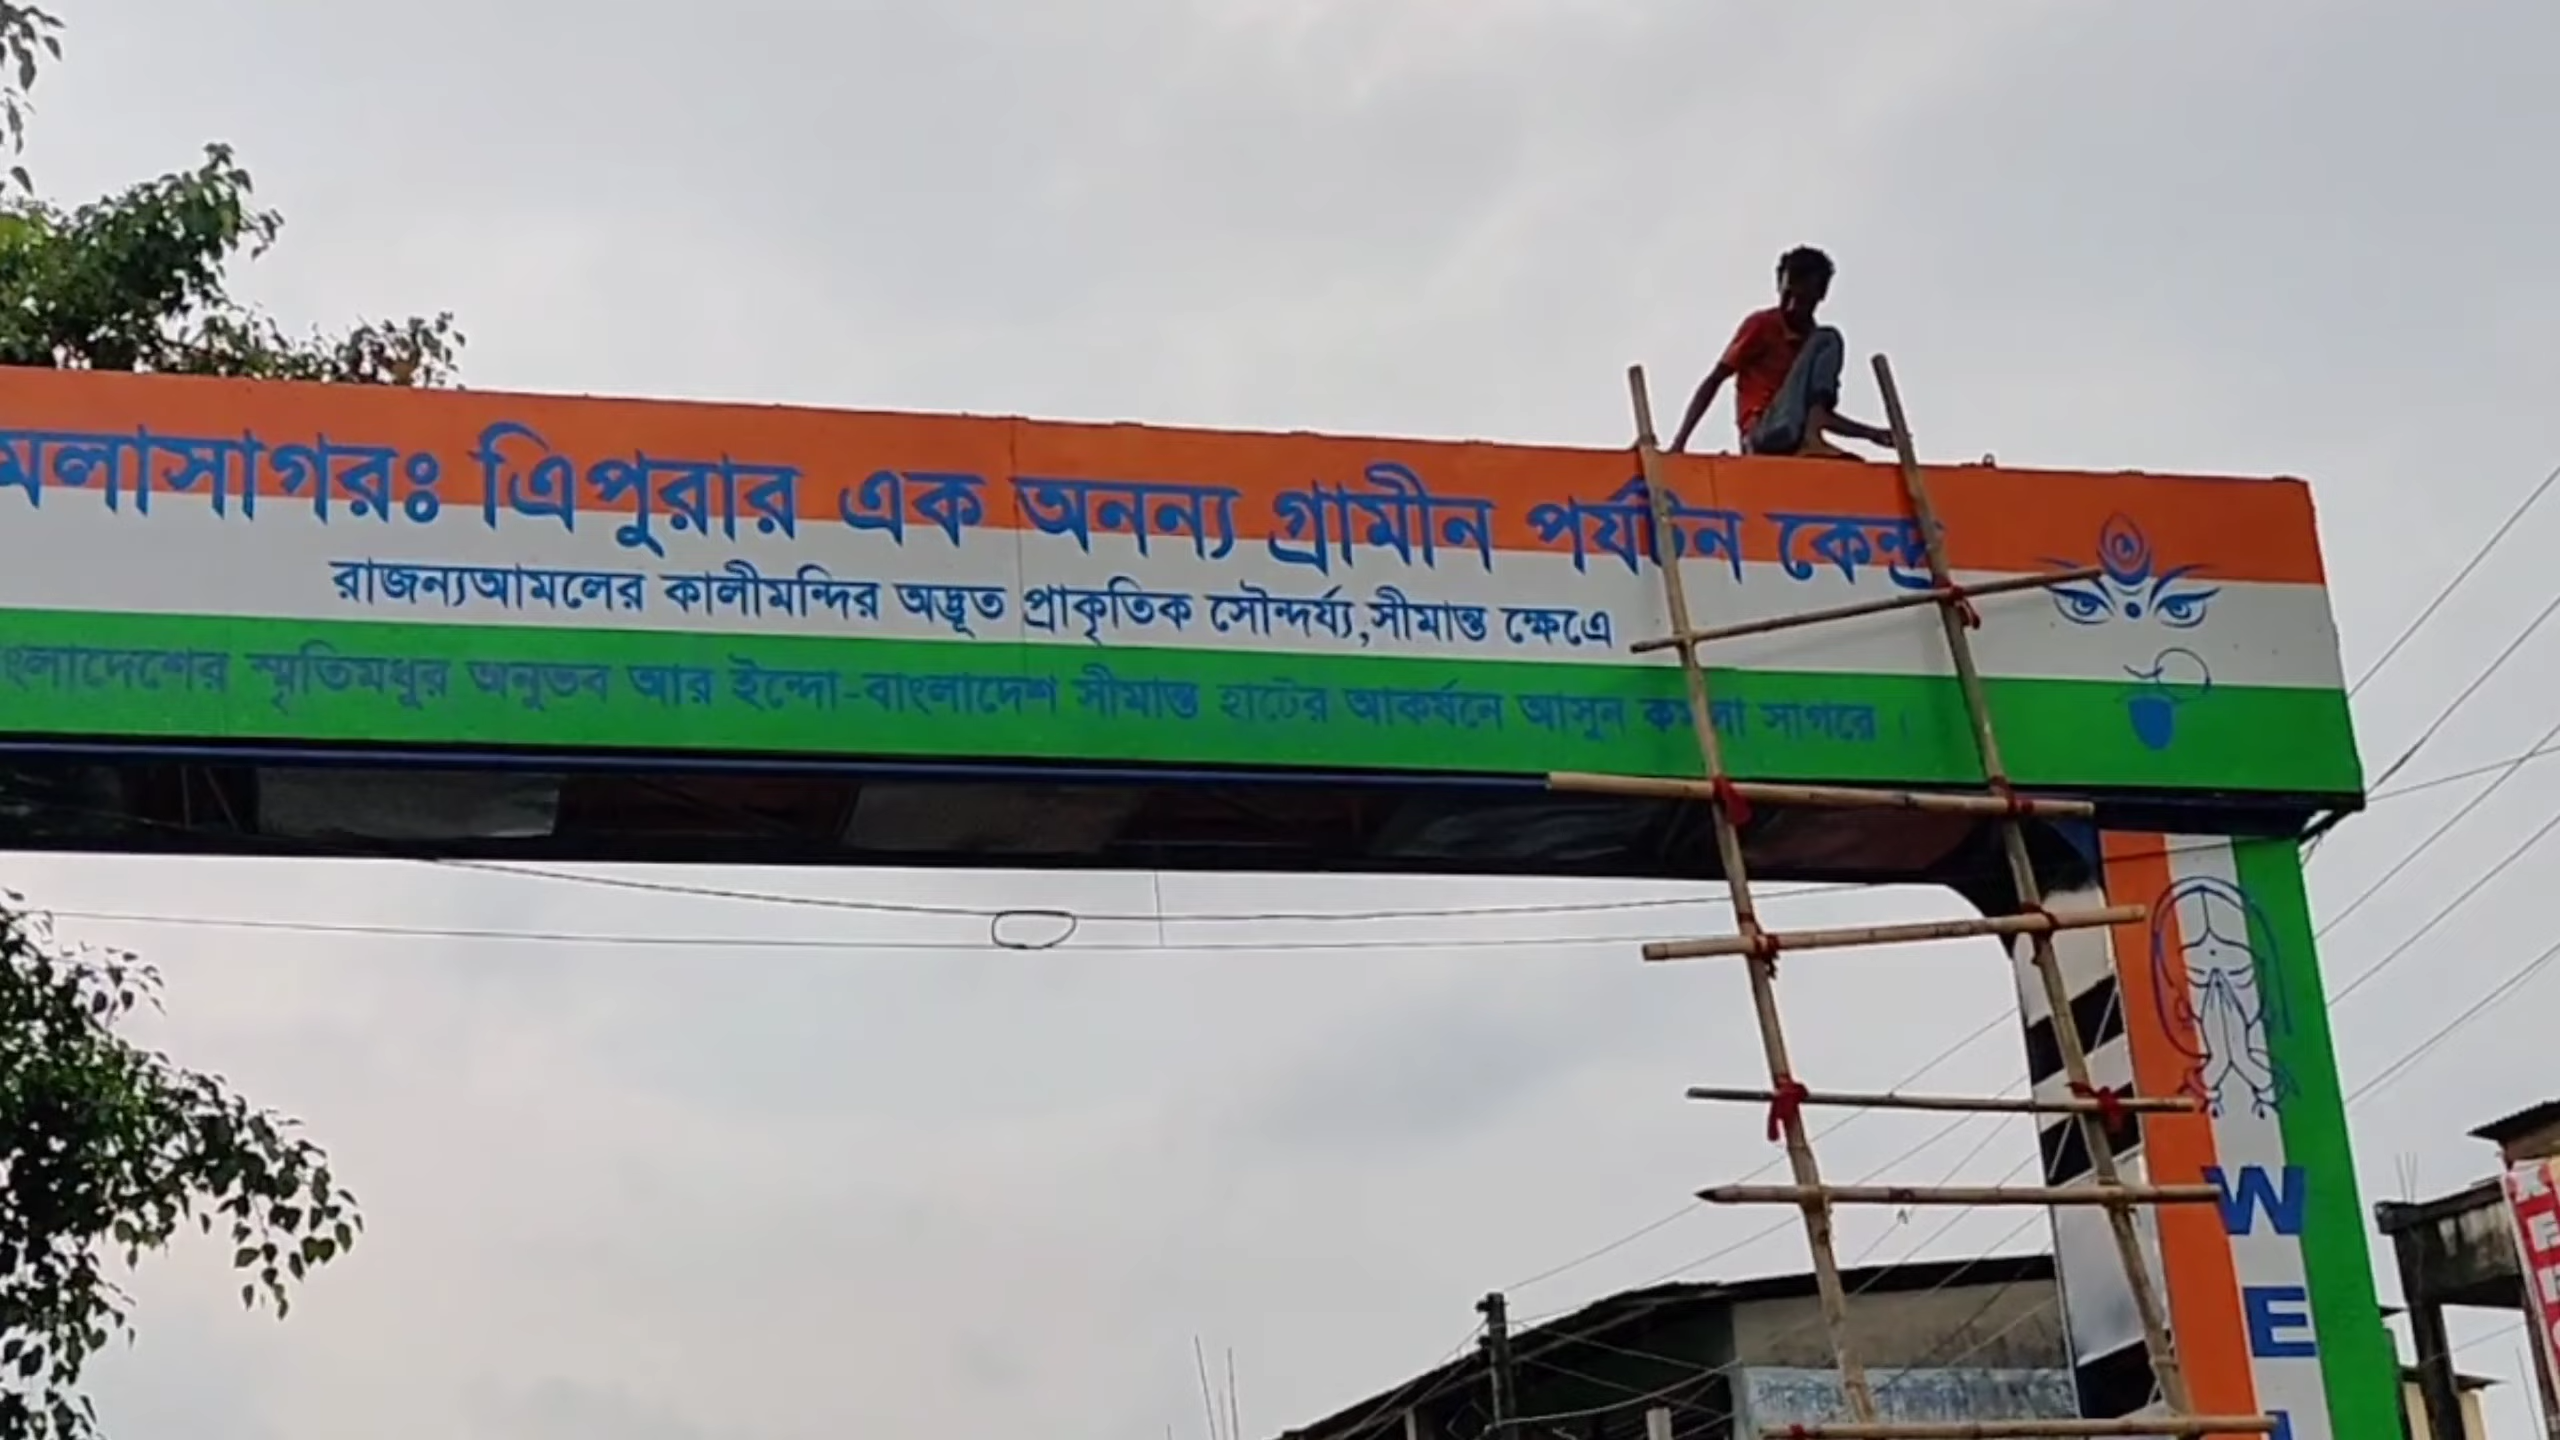 মলাসাগরঃ ত্রিপুরার এক অনন্য গ্রামীন পর্যটন কেন্দ্র
রাজন্যআমলের কালীমন্দির অদ্ভূত প্রাকৃতিক সৌন্দর্য্য,সীমান্ত ক্ষেত্রে
ংলাদেশের স্মৃতিমধুর অনুভব আর ইন্দো-বাংলাদেশ সীমান্ত হাটের আকর্ষনে আসুন কমলা সাগরে ।
W
E